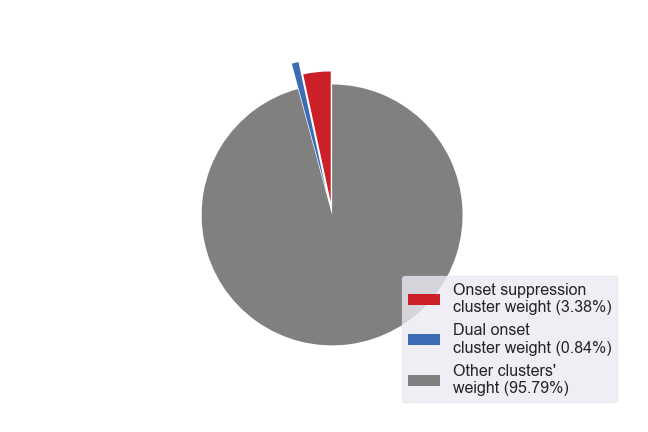 Onset suppression
cluster weight (3.38%)
Dual onset
cluster weight (0.84%)
Other clusters'
weight (95.79%)